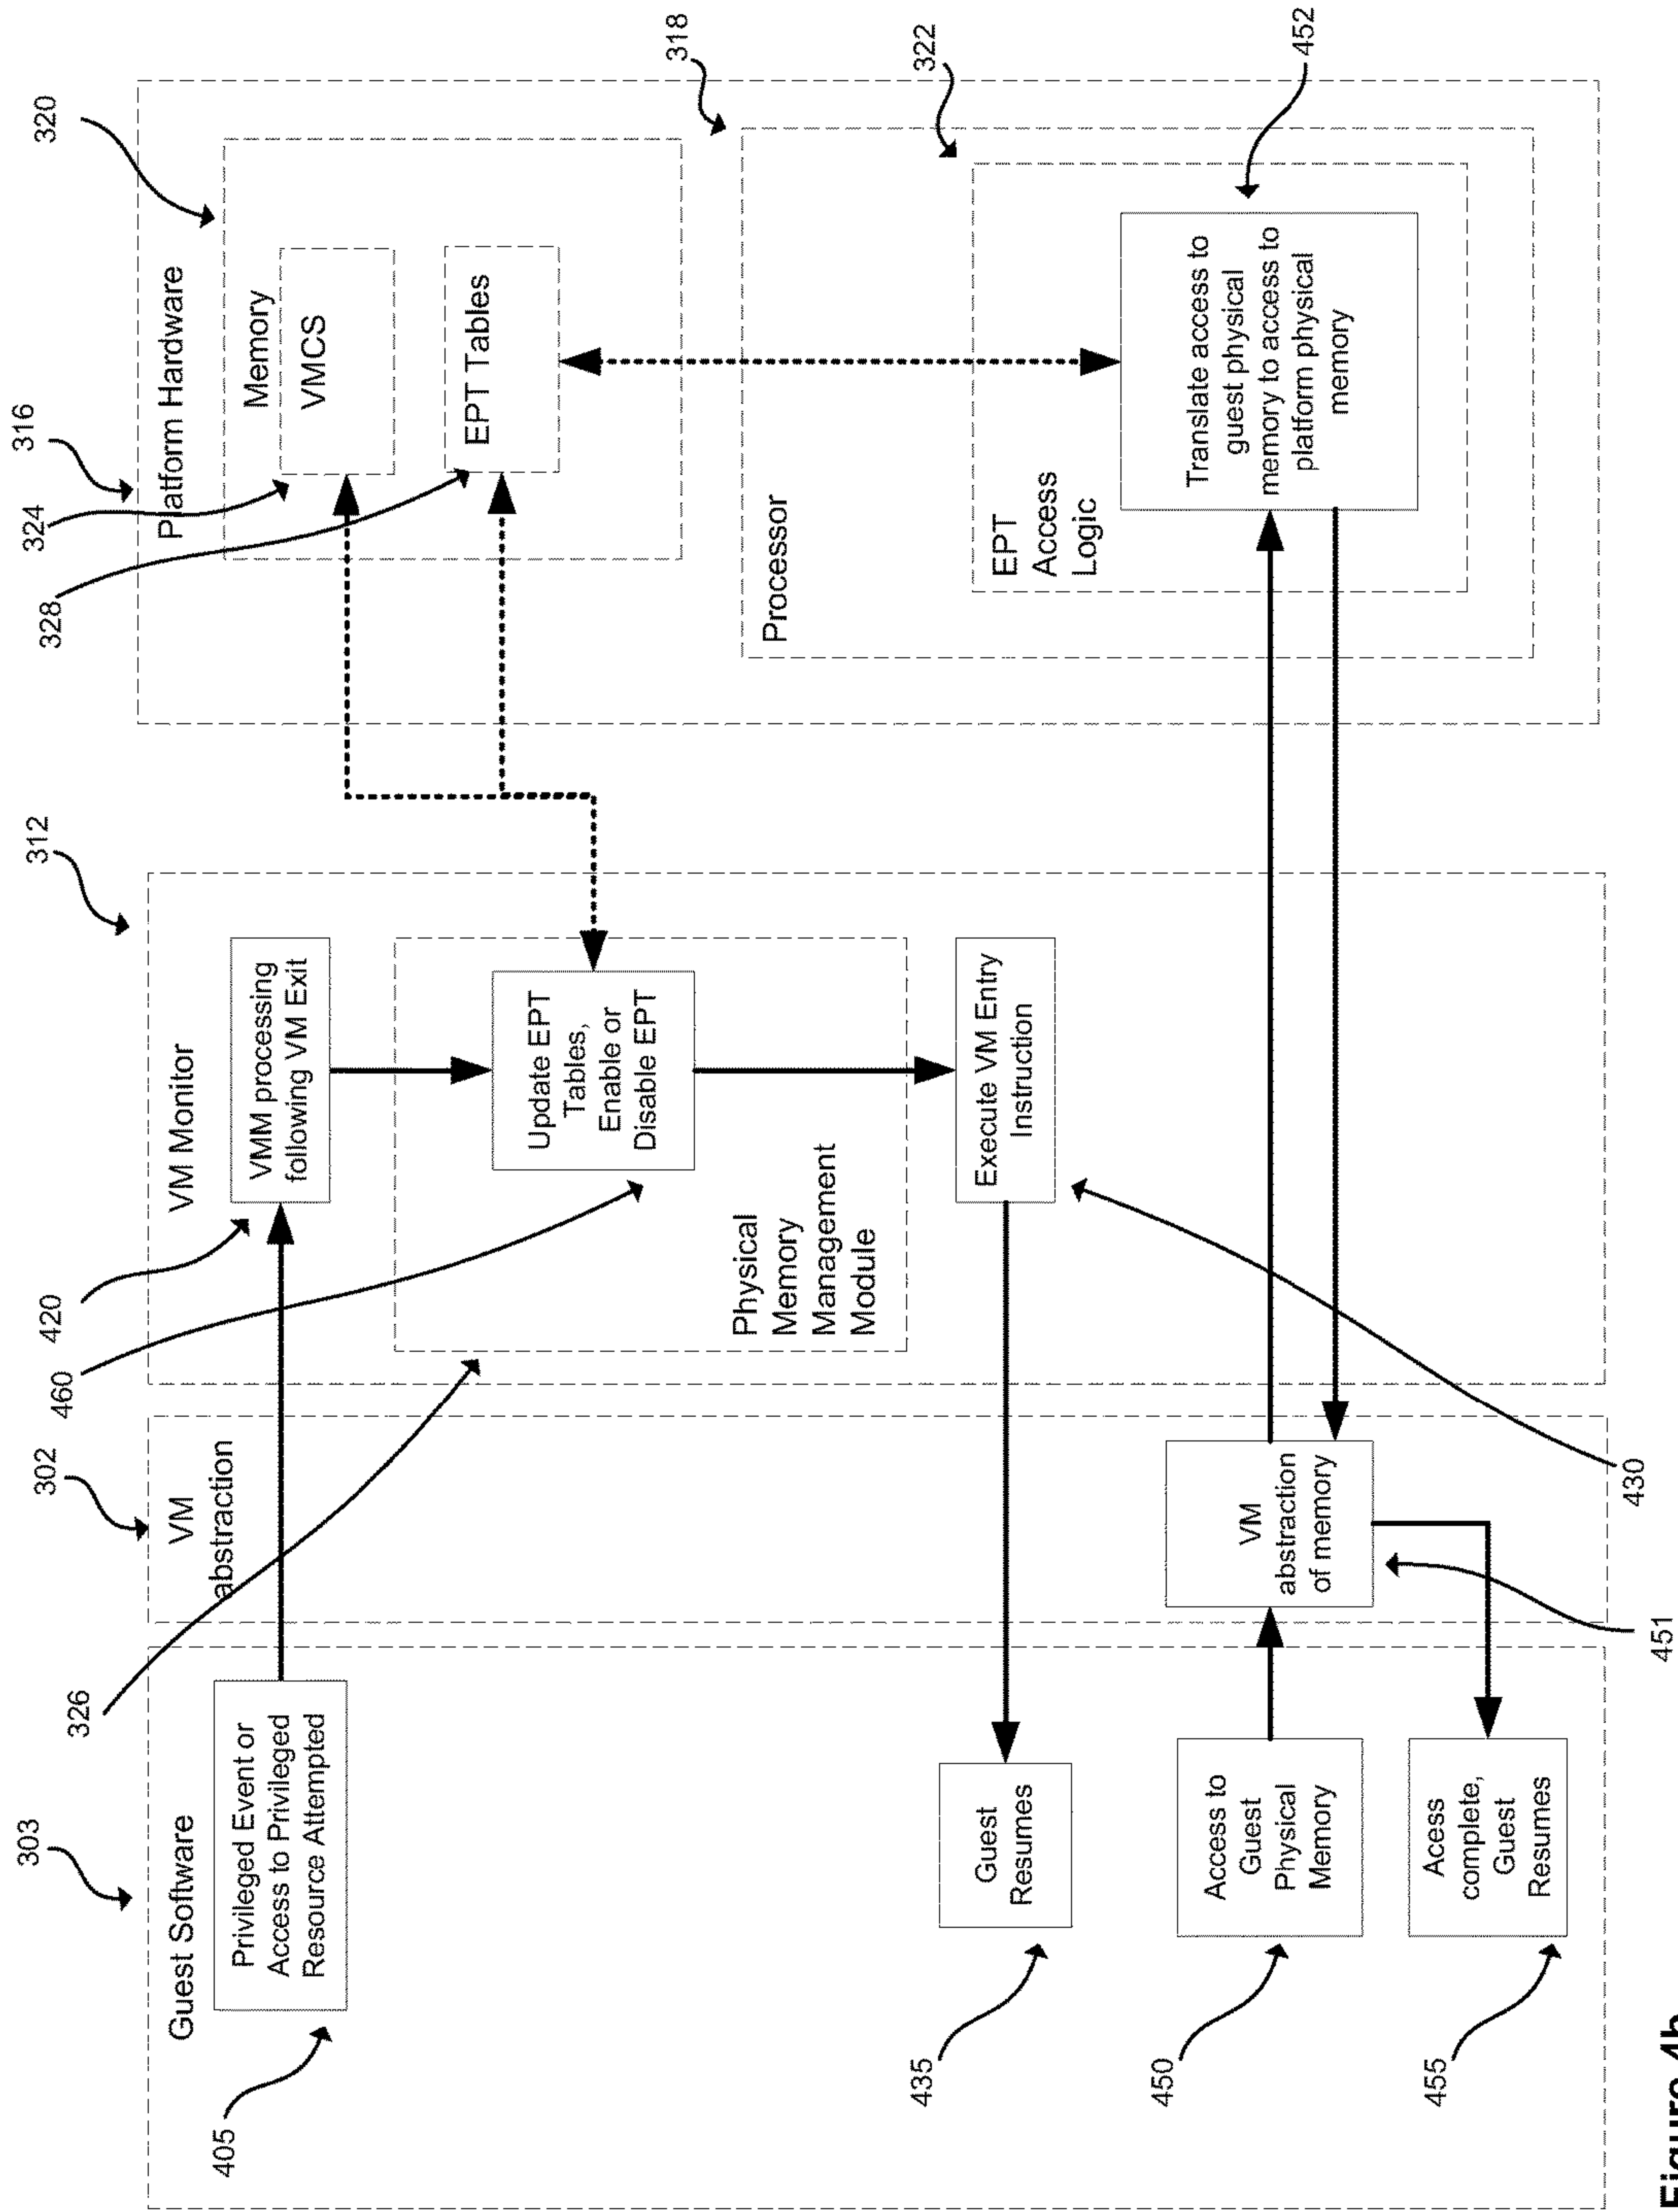 303
302
312
316
320
Guest Software
VM
abstraction
VM Monitor
Platform Hardware
Privileged Event or
Access to Privileged
Resource Attempted
405
420
VMM processing
following VM Exit
324
Memory
VMCS
460
328
EPT Tables
326
Update EPT
Tables,
Enable or
Disable EPT
Physical
Memory
Management
Module
318
Processor
435
Guest
Resumes
Execute VM Entry
Instruction
322
EPT
Access
Logic
450
Access to
Guest
Physical
Memory
VM
abstraction
of memory
Translate access to
guest physical
memory to access to
platform physical
memory
452
455
Acess
complete,
Guest
Resumes
451
430
Figure 4b